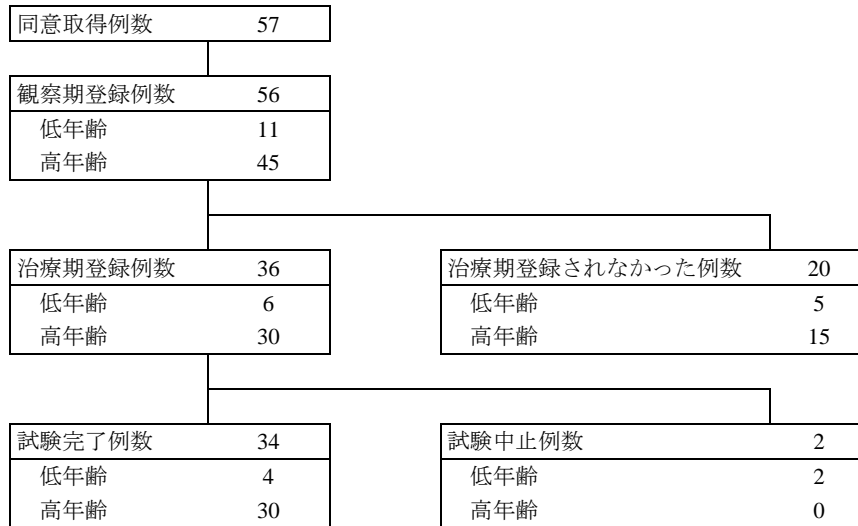 同意取得例数 57
観察期登録例数 56
低年齢 11
高年齢 45
治療期登録例数 36
低年齢 6
高年齢 30
治療期登録されなかった例数 20
低年齢 5
高年齢 15
試験完了例数 34
低年齢 4
高年齢 30
試験中止例数 2
低年齢 2
高年齢 0